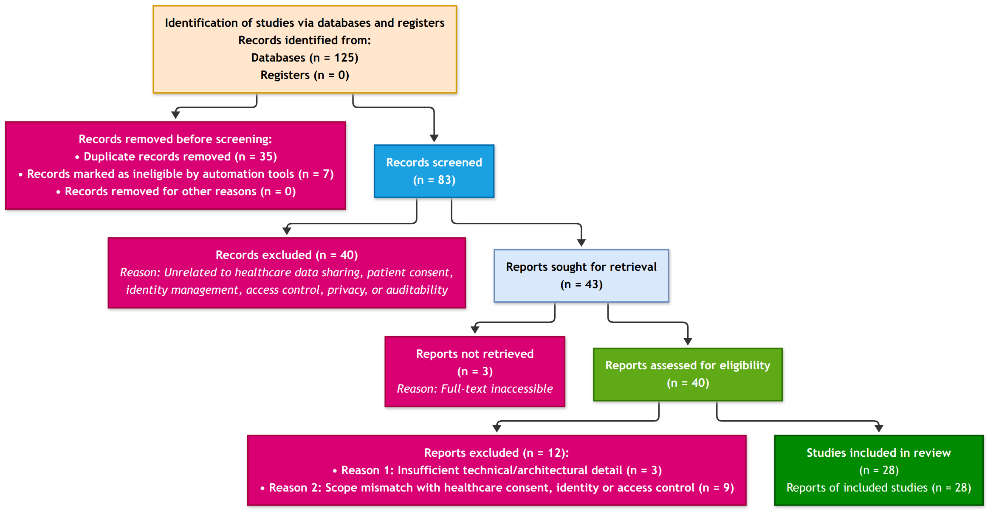 Identification of studies via databases and registers
Records identified from:
Databases (n = 125)
Registers (n = 0)
Records removed before screening:
• Duplicate records removed (n = 35)
• Records marked as ineligible by automation tools (n = 7)
• Records removed for other reasons (n = 0)
Records screened
(n = 83)
Records excluded (n = 40)
Reason: Unrelated to healthcare data sharing, patient consent,
identity management, access control, privacy, or auditability
Reports sought for retrieval
(n = 43)
Reports not retrieved
(n = 3)
Reason: Full-text inaccessible
Reports assessed for eligibility
(n = 40)
Reports excluded (n = 12):
• Reason 1: Insufficient technical/architectural detail (n = 3)
• Reason 2: Scope mismatch with healthcare consent, identity or access control (n = 9)
Studies included in review
(n = 28)
Reports of included studies (n = 28)